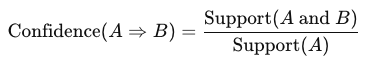 Confidence(A ⇒ B) = Support(A and B) / Support(A)